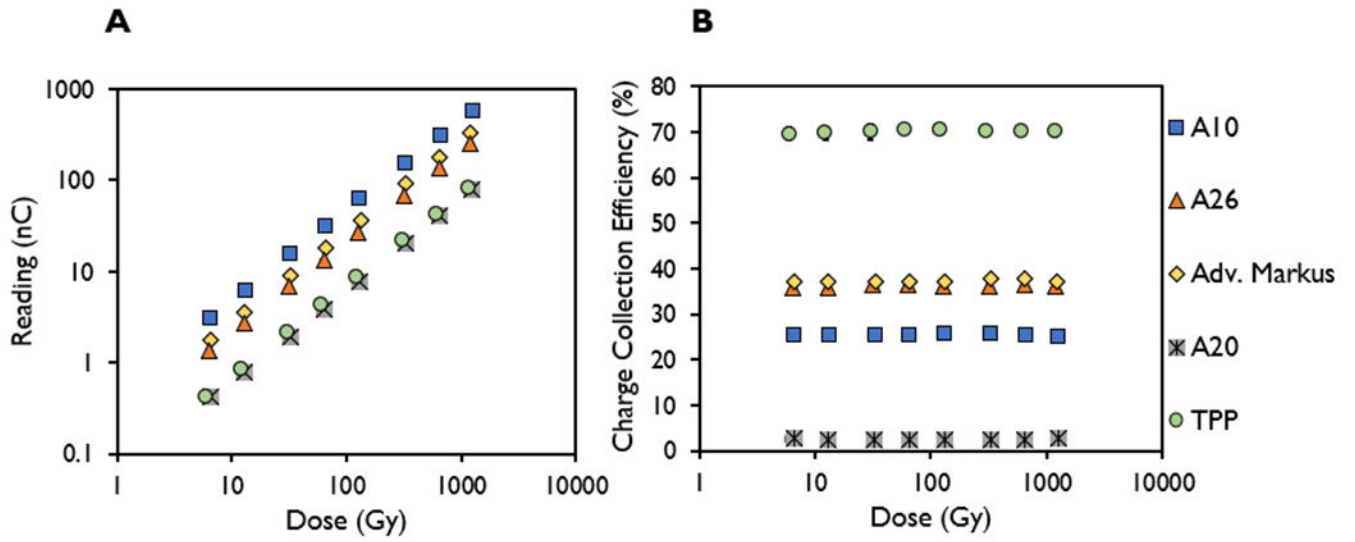 A
Reading (nC)
1000
100
10
1
0.1
1 10 100 1000 10000
Dose (Gy)
B
Charge Collection Efficiency (%)
80
70
60
50
40
30
20
10
0
1 10 100 1000 10000
Dose (Gy)
A10
A26
Adv. Markus
A20
TPP